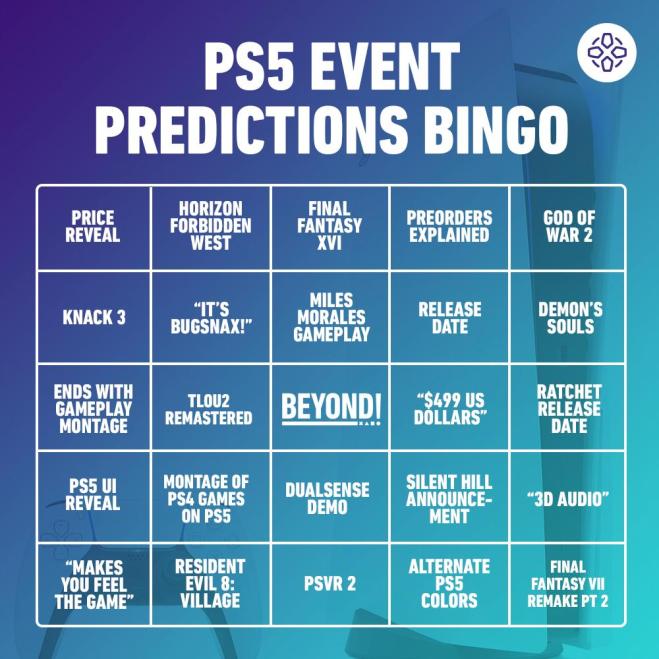 PS5 EVENT
PREDICTIONS BINGO
PRICE
REVEAL
HORIZON
FORBIDDEN
WEST
FINAL
FANTASY
XVI
PREORDERS
EXPLAINED
GOD OF
WAR 2
KNACK 3
“IT'S
BUGSNAX!”
MILES
MORALES
GAMEPLAY
RELEASE
DATE
DEMON'S
SOULS
ENDS WITH
GAMEPLAY
MONTAGE
TLOU2
REMASTERED
BEYOND!
“$499 US
DOLLARS”
RATCHET
RELEASE
DATE
PS5 UI
REVEAL
MONTAGE OF
PS4 GAMES
ON PS5
DUALSENSE
DEMO
SILENT HILL
ANNOUNCE-
MENT
“3D AUDIO”
“MAKES
YOU FEEL
THE GAME”
RESIDENT
EVIL 8:
VILLAGE
PSVR 2
ALTERNATE
PS5
COLORS
FINAL
FANTASY VII
REMAKE PT 2